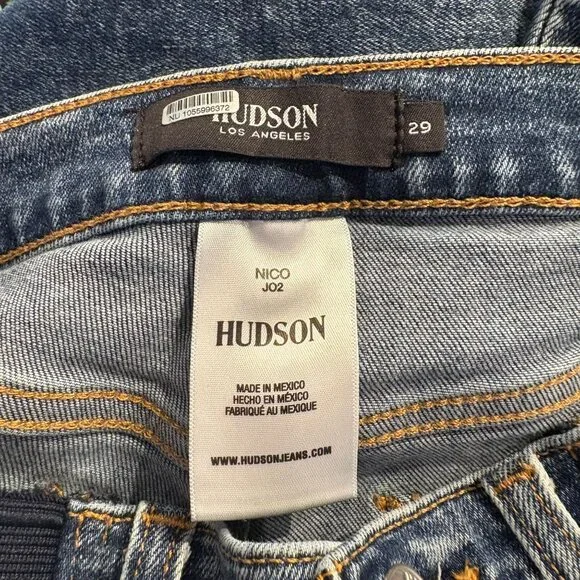 HUDSON
LOS ANGELES
NU 1055996372
29
NICO
JO2
HUDSON
MADE IN MEXICO
HECHO EN MÉXICO
FABRIQUÉ AU MEXIQUE
WWW.HUDSONJEANS.COM